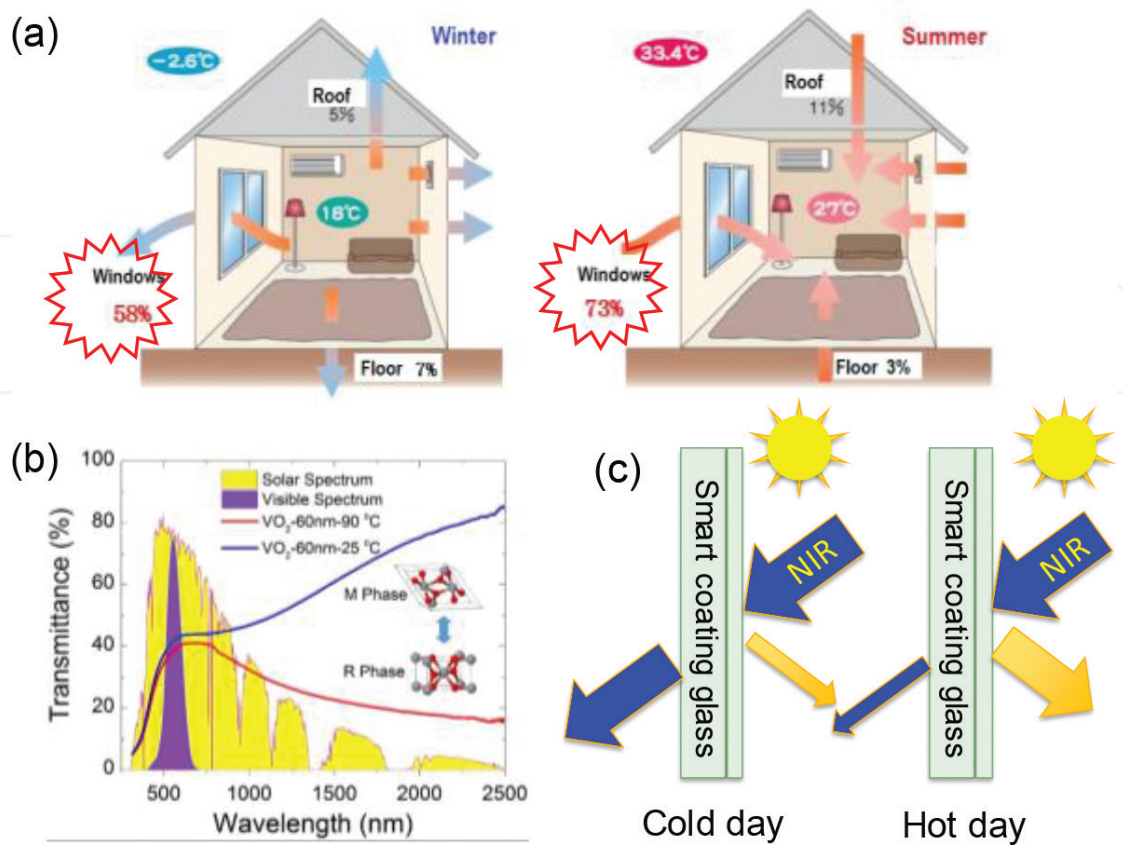 (a)
-2.6℃
Winter
Roof
5%
18℃
Windows
58%
Floor 7%
33.4℃
Summer
Roof
11%
27℃
Windows
73%
Floor 3%
(b)
100
80
60
40
20
0
Transmittance (%)
Solar Spectrum
Visible Spectrum
VO₂-60nm-90 °C
VO₂-60nm-25 °C
M Phase
R Phase
500
1000
1500
2000
2500
Wavelength (nm)
(c)
Smart coating glass
NIR
Cold day
Smart coating glass
NIR
Hot day